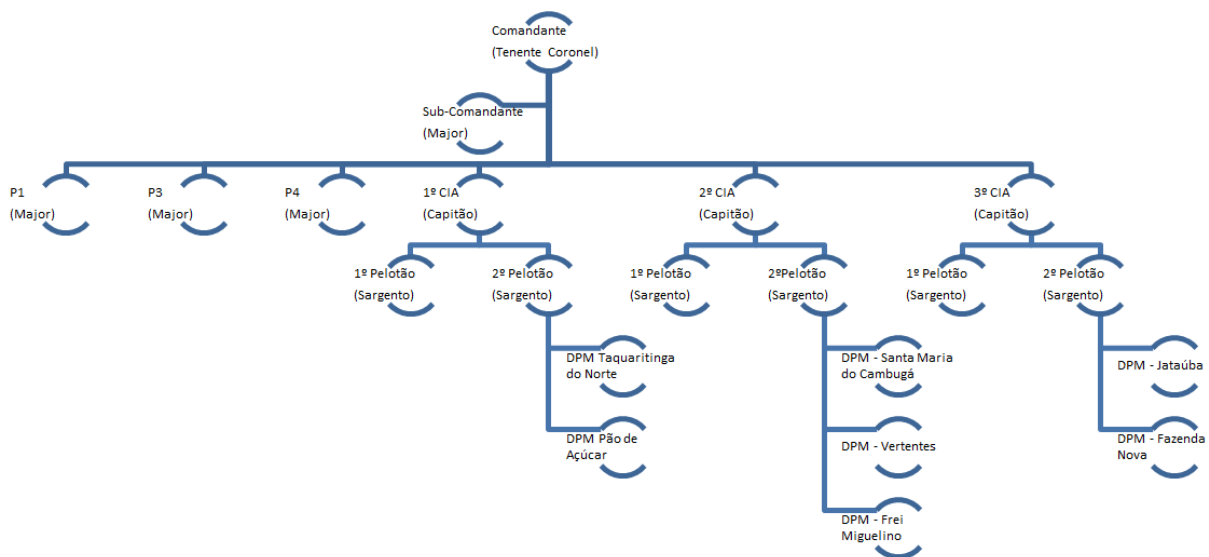 Comandante
(Tenente Coronel)
Sub-Comandante
(Major)
P1
(Major)
P3
(Major)
P4
(Major)
1º CIA
(Capitão)
2º CIA
(Capitão)
3º CIA
(Capitão)
1º Pelotão
(Sargento)
2º Pelotão
(Sargento)
1º Pelotão
(Sargento)
2ºPelotão
(Sargento)
1º Pelotão
(Sargento)
2º Pelotão
(Sargento)
DPM Taquaritinga
do Norte
DPM Pão de
Açúcar
DPM - Santa Maria
do Cambugá
DPM - Vertentes
DPM - Frei
Miguelino
DPM - Jataúba
DPM - Fazenda
Nova